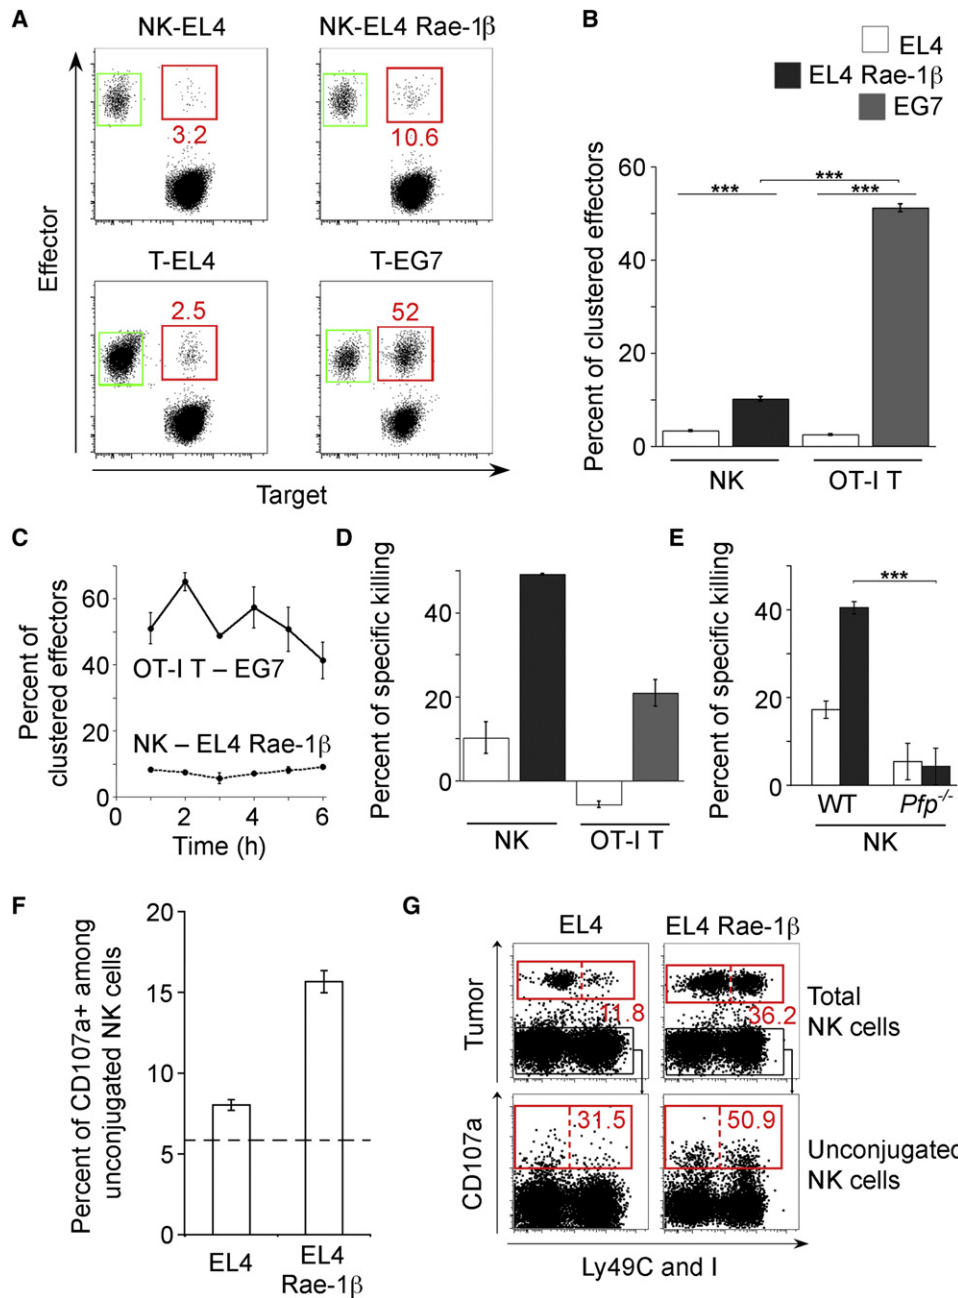 A
NK-EL4
NK-EL4 Rae-1β
3.2
10.6
T-EL4
T-EG7
2.5
52
Effector
Target
B
EL4
EL4 Rae-1β
EG7
Percent of clustered effectors
60
40
20
0
***
***
***
NK
OT-I T
C
Percent of
clustered effectors
60
40
20
0
OT-I T – EG7
NK – EL4 Rae-1β
0 2 4 6
Time (h)
D
Percent of specific killing
40
20
0
NK
OT-I T
E
Percent of specific killing
40
20
0
***
WT
Pfp-/-
NK
F
Percent of CD107a+ among
unconjugated NK cells
20
15
10
5
0
EL4
EL4
Rae-1β
G
EL4
EL4 Rae-1β
Tumor
11.8
36.2
Total
NK cells
CD107a
31.5
50.9
Unconjugated
NK cells
Ly49C and I